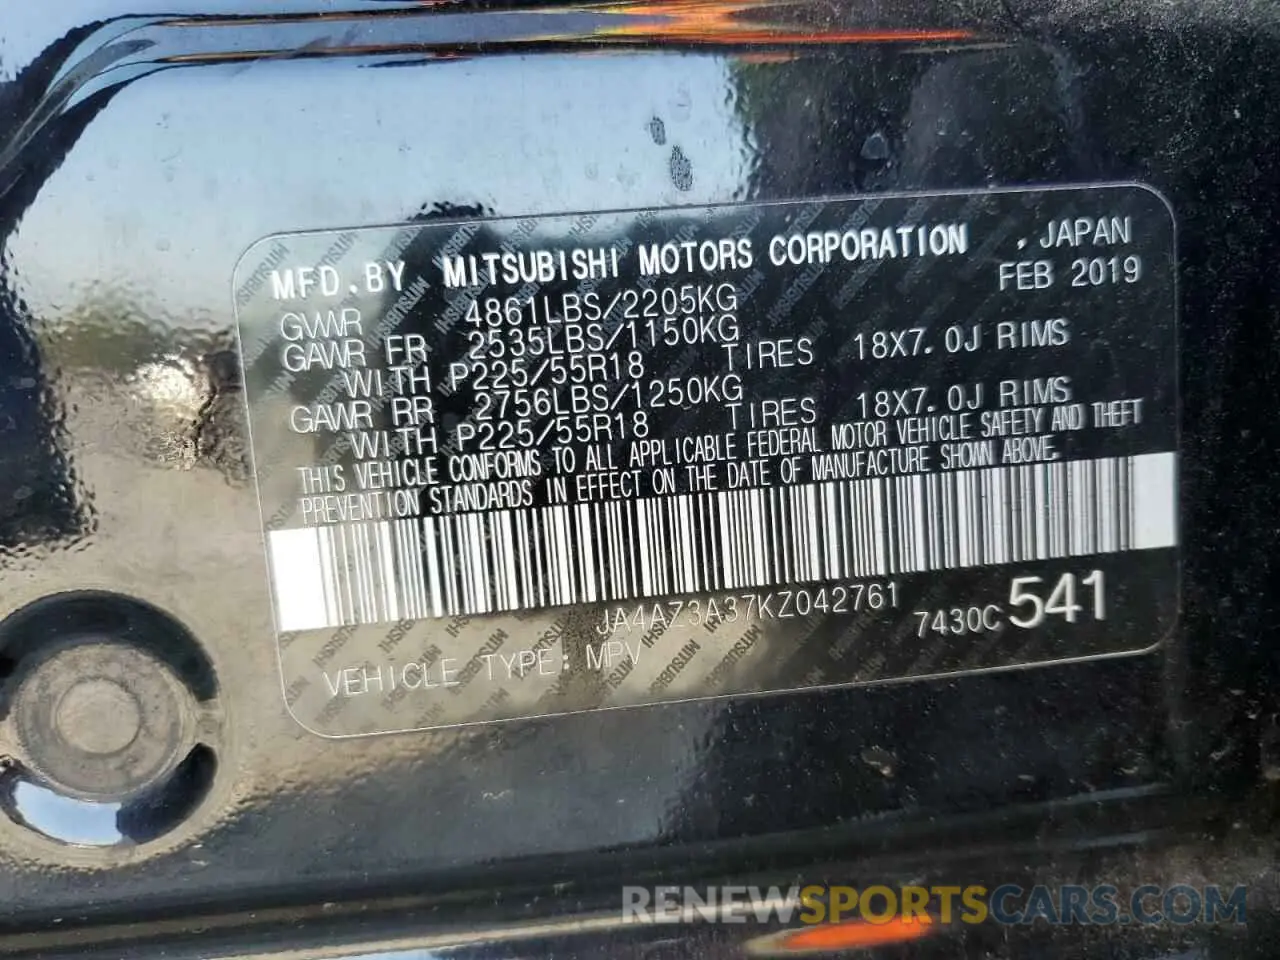 MFD.BY MITSUBISHI MOTORS CORPORATION , JAPAN
FEB 2019
GVWR 4861LBS/2205KG
GAWR FR 2535LBS/1150KG
WITH P225/55R18 TIRES 18X7.0J RIMS
GAWR RR 2756LBS/1250KG
WITH P225/55R18 TIRES 18X7.0J RIMS
THIS VEHICLE CONFORMS TO ALL APPLICABLE FEDERAL MOTOR VEHICLE SAFETY AND THEFT
PREVENTION STANDARDS IN EFFECT ON THE DATE OF MANUFACTURE SHOWN ABOVE.
JA4AZ3A37KZ042761
7430C 541
VEHICLE TYPE: MPV
RENEWSPORTSCARS.COM